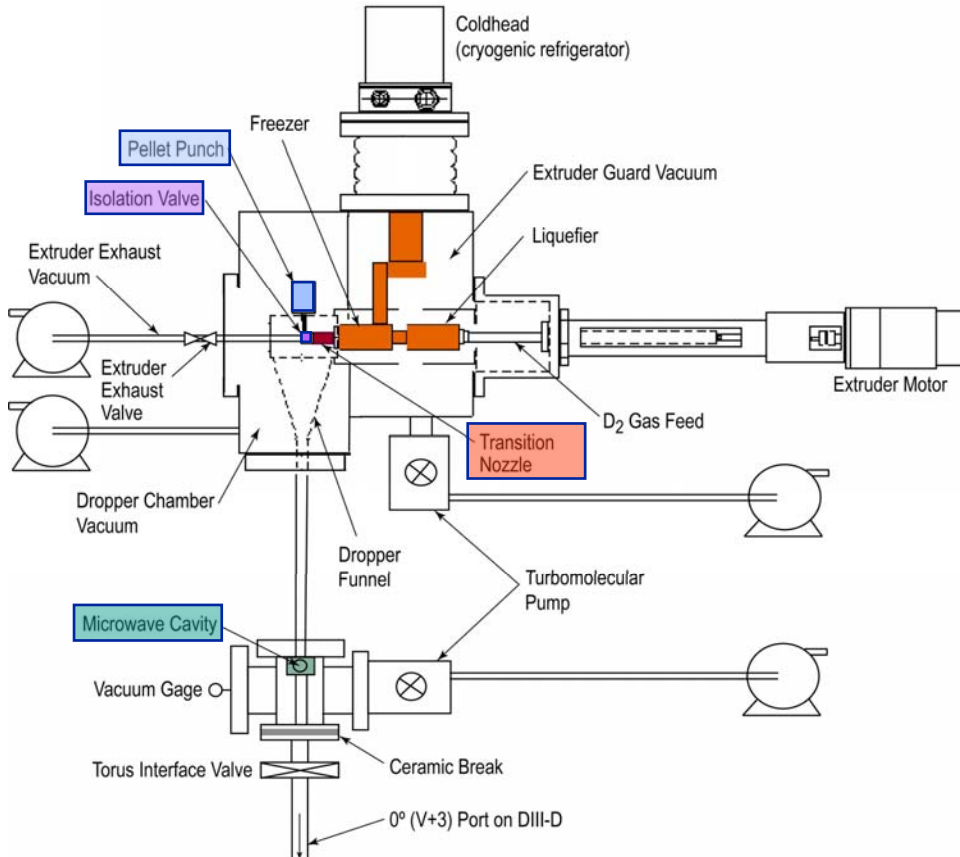 Coldhead
(cryogenic refrigerator)
Freezer
Pellet Punch
Extruder Guard Vacuum
Isolation Valve
Liquefier
Extruder Exhaust
Vacuum
Extruder
Exhaust
Valve
Extruder Motor
D2 Gas Feed
Transition
Nozzle
Dropper Chamber
Vacuum
Dropper
Funnel
Turbomolecular
Pump
Microwave Cavity
Vacuum Gage
Ceramic Break
Torus Interface Valve
0º (V+3) Port on DIII-D